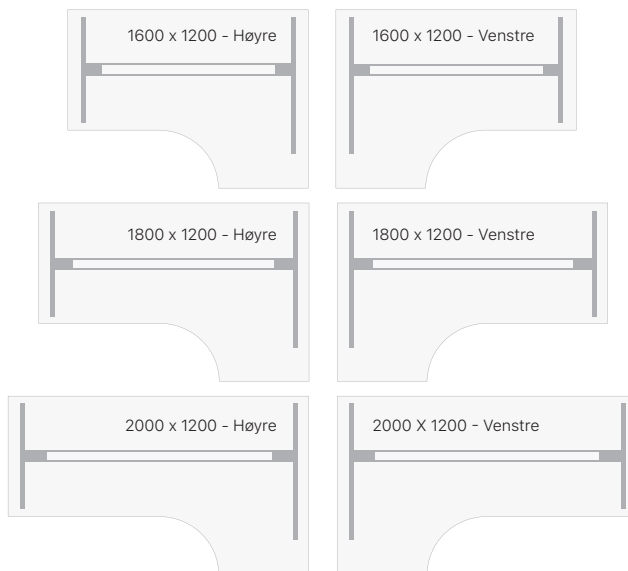 1600 x 1200 - Høyre
1600 x 1200 - Venstre
1800 x 1200 - Høyre
1800 x 1200 - Venstre
2000 x 1200 - Høyre
2000 X 1200 - Venstre